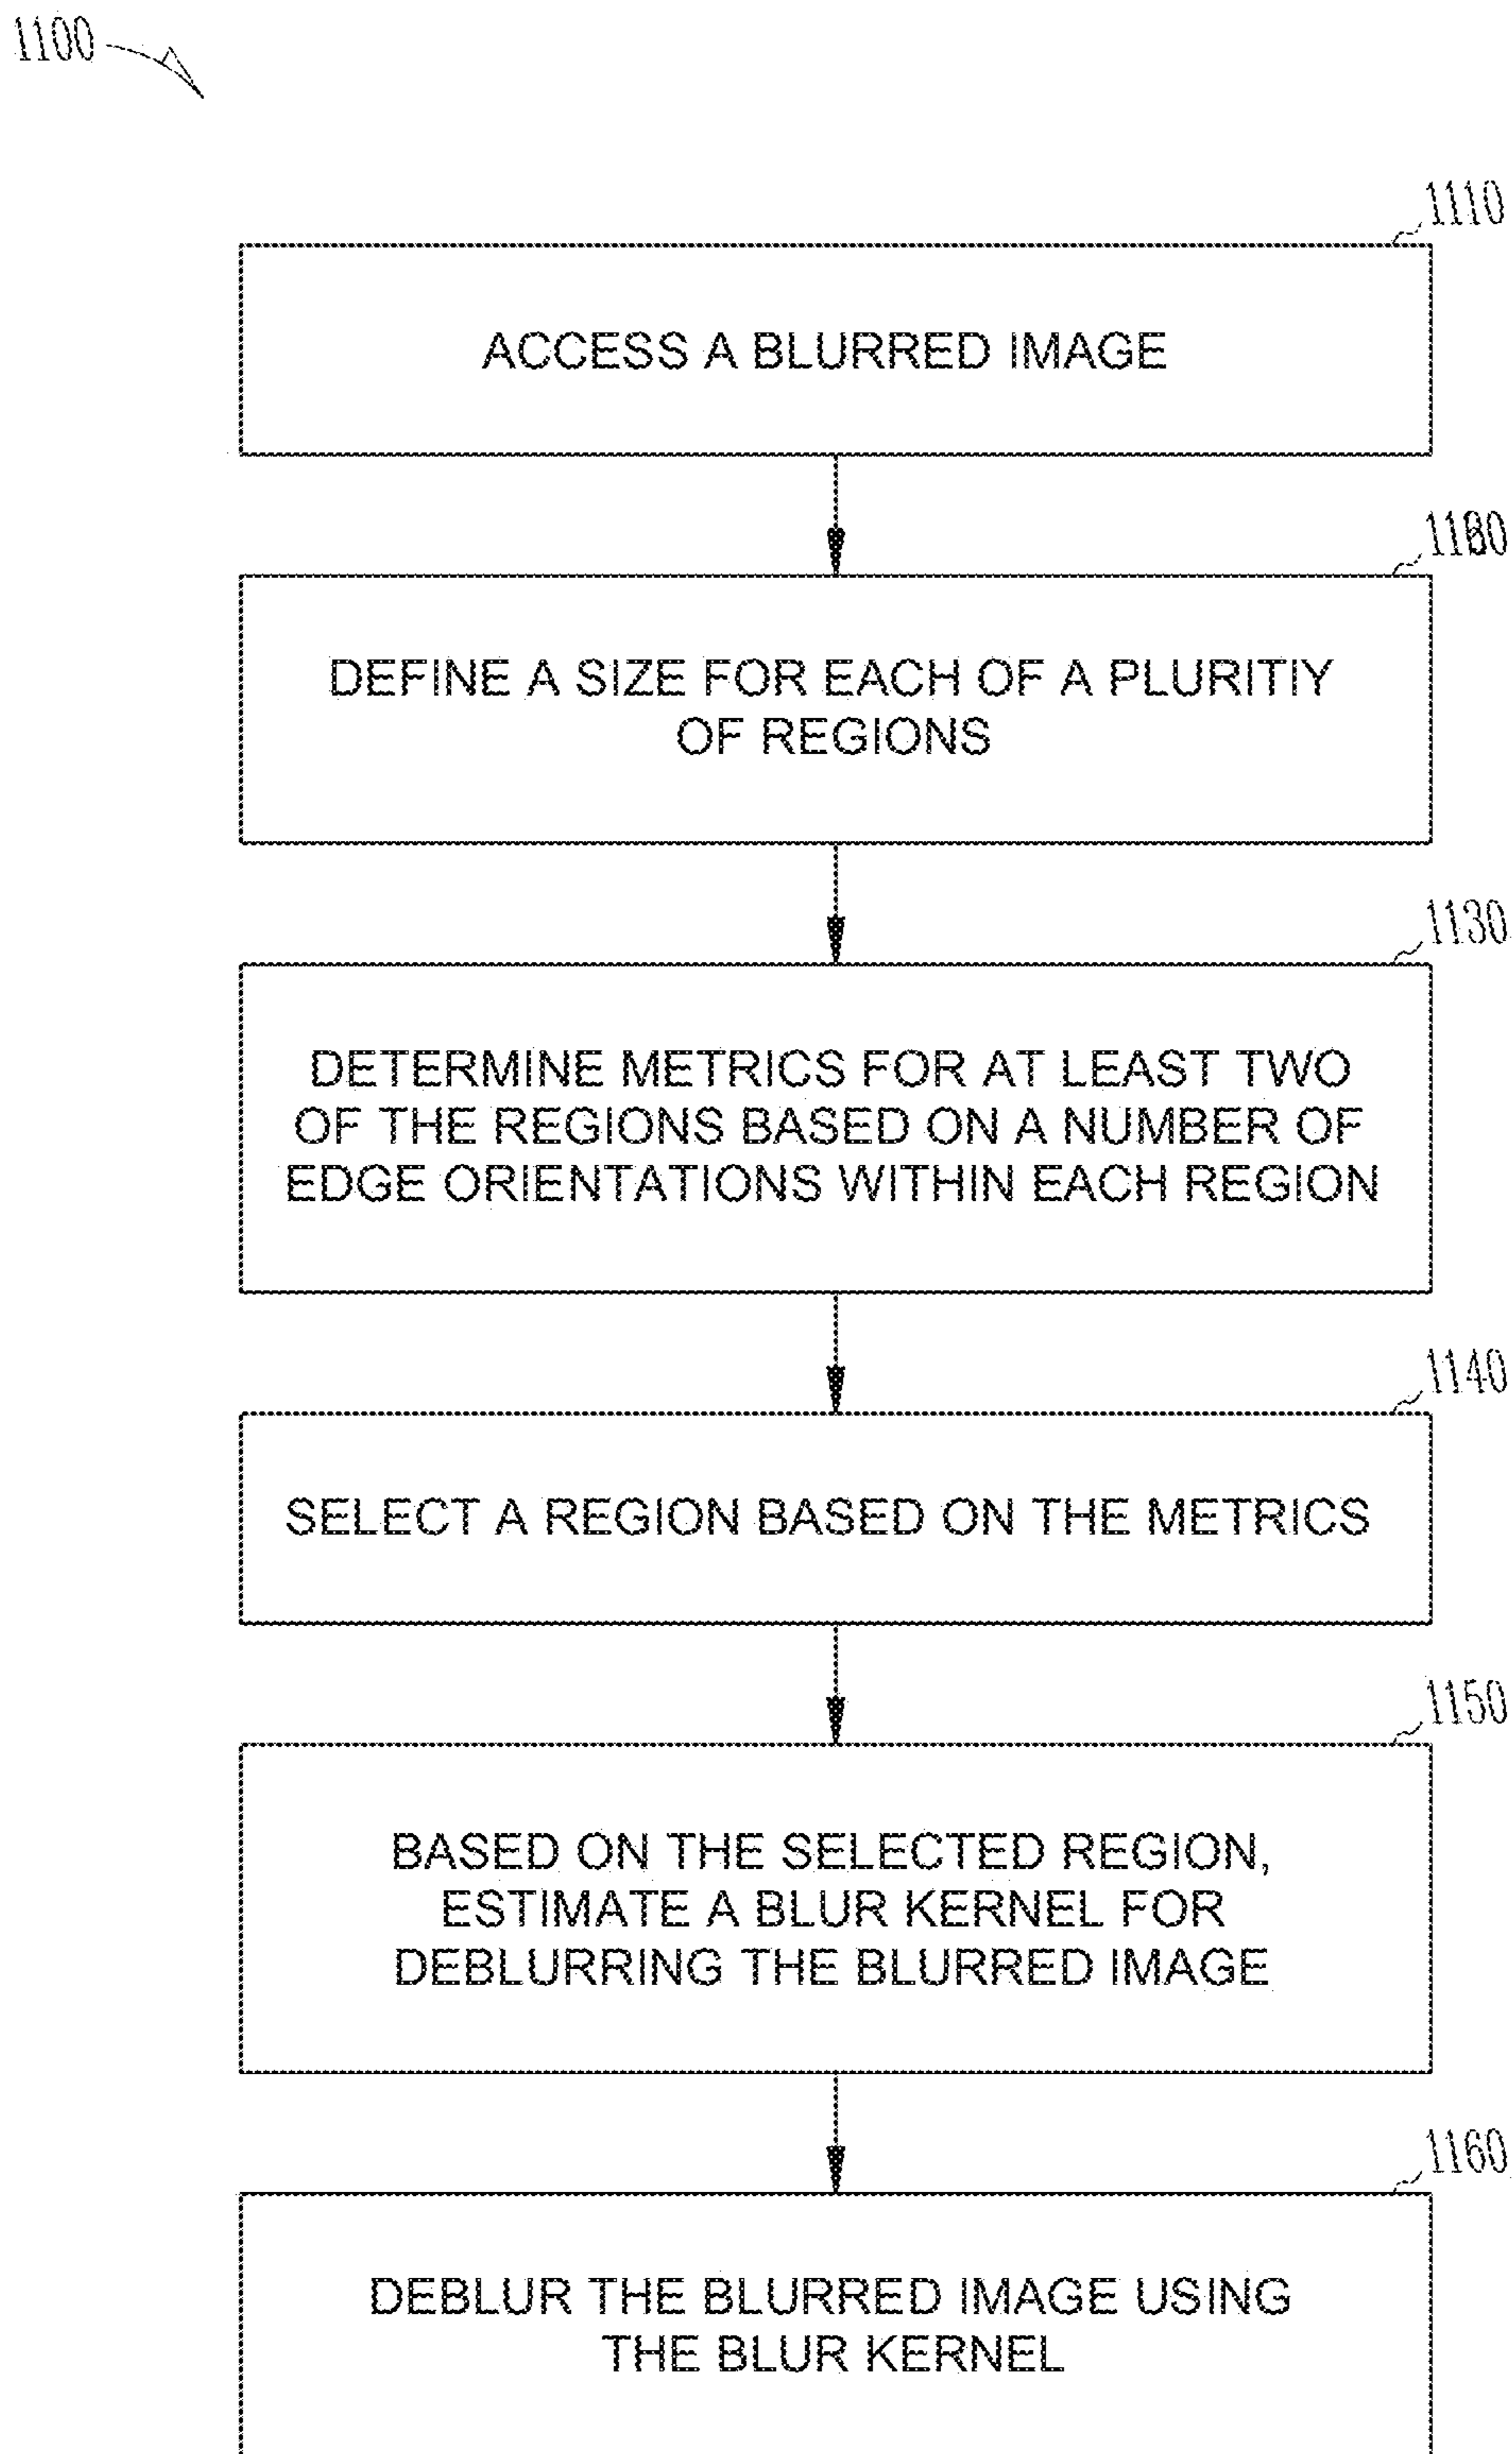 1100
1110
ACCESS A BLURRED IMAGE
DEFINE A SIZE FOR EACH OF A PLURITIY
OF REGIONS
1130
DETERMINE METRICS FOR AT LEAST TWO
OF THE REGIONS BASED ON A NUMBER OF
EDGE ORIENTATIONS WITHIN EACH REGION
1140
SELECT A REGION BASED ON THE METRICS
1150
BASED ON THE SELECTED REGION,
ESTIMATE A BLUR KERNEL FOR
DEBLURRING THE BLURRED IMAGE
1160
DEBLUR THE BLURRED IMAGE USING
THE BLUR KERNEL